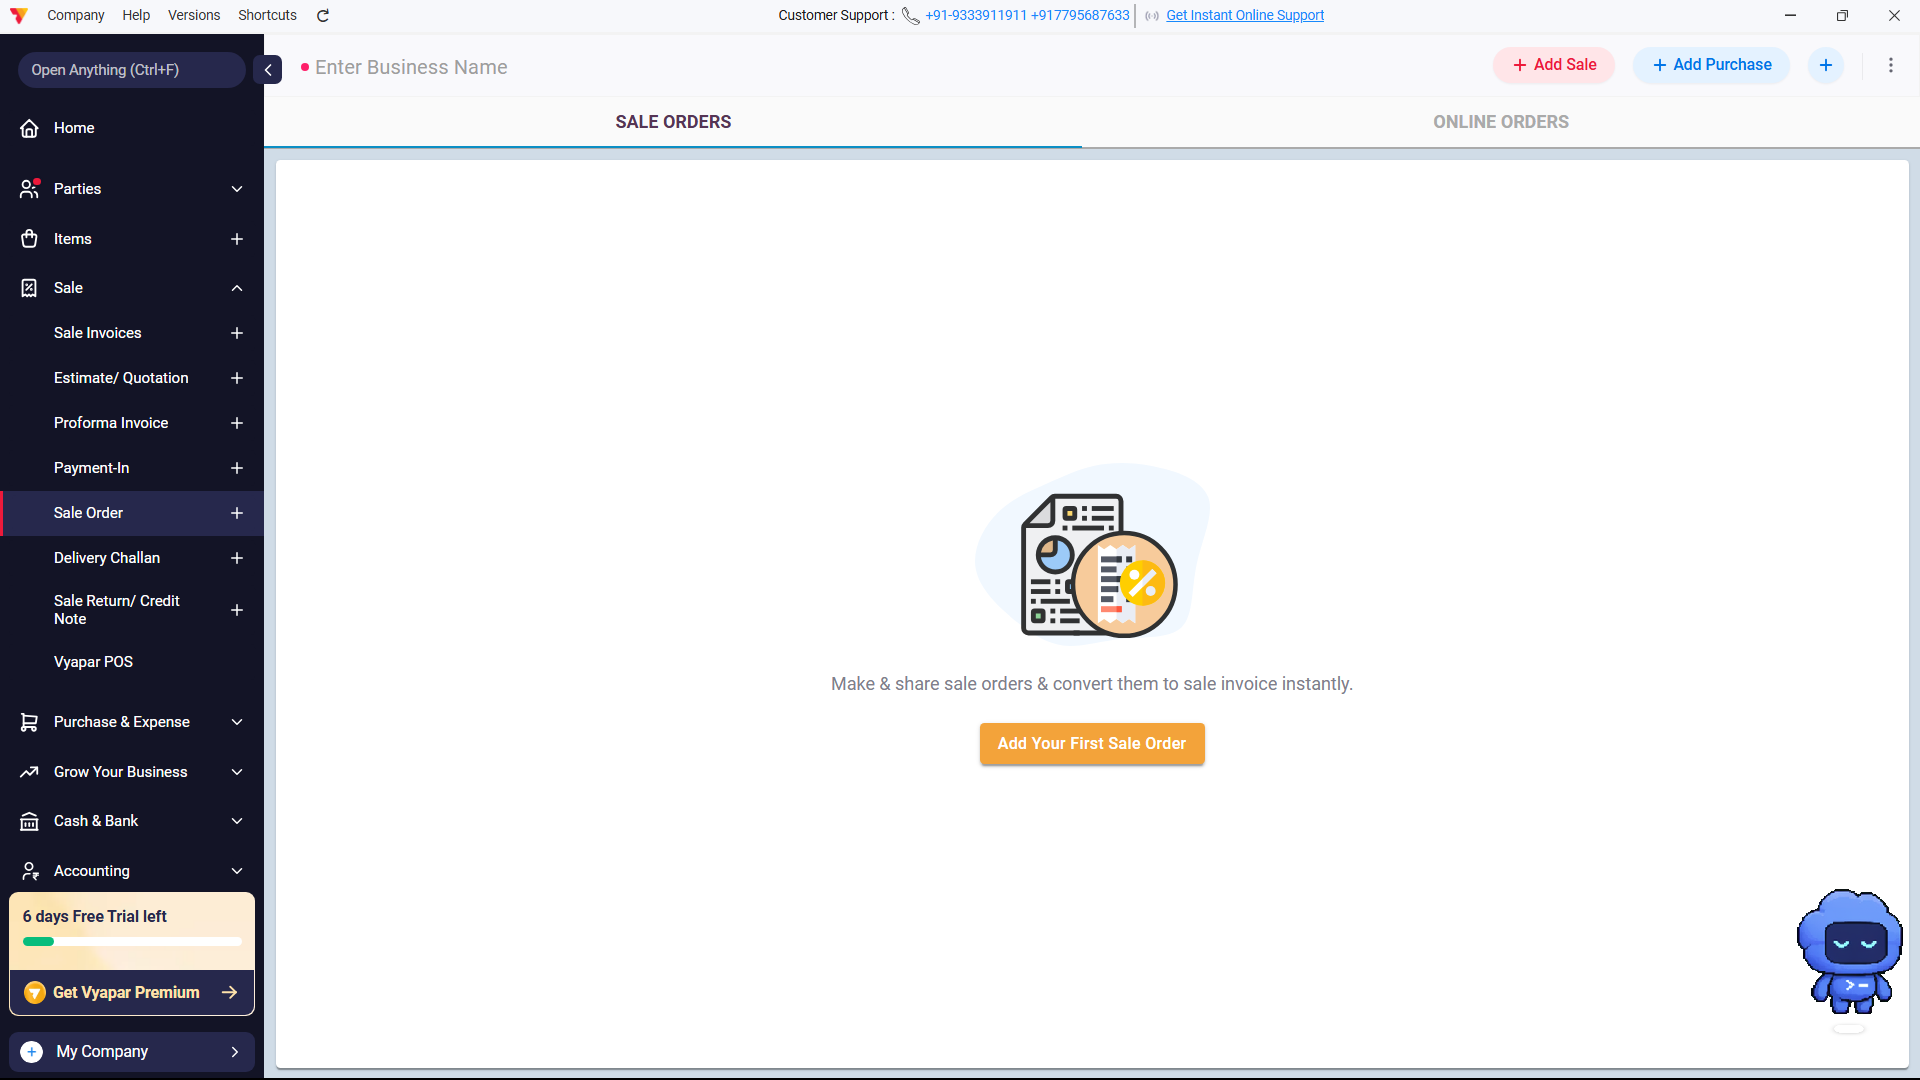 Company Help Versions Shortcuts
Customer Support : +91-9333911911 +917795687633 Get Instant Online Support
Open Anything (Ctrl+F)
Enter Business Name
Add Sale
Add Purchase
Home
SALE ORDERS
ONLINE ORDERS
Parties
Items
Sale
Sale Invoices
Estimate/ Quotation
Proforma Invoice
Payment-In
Sale Order
Delivery Challan
Sale Return/ Credit
Note
Vyapar POS
Make & share sale orders & convert them to sale invoice instantly.
Add Your First Sale Order
Purchase & Expense
Grow Your Business
Cash & Bank
Accounting
6 days Free Trial left
Get Vyapar Premium
My Company